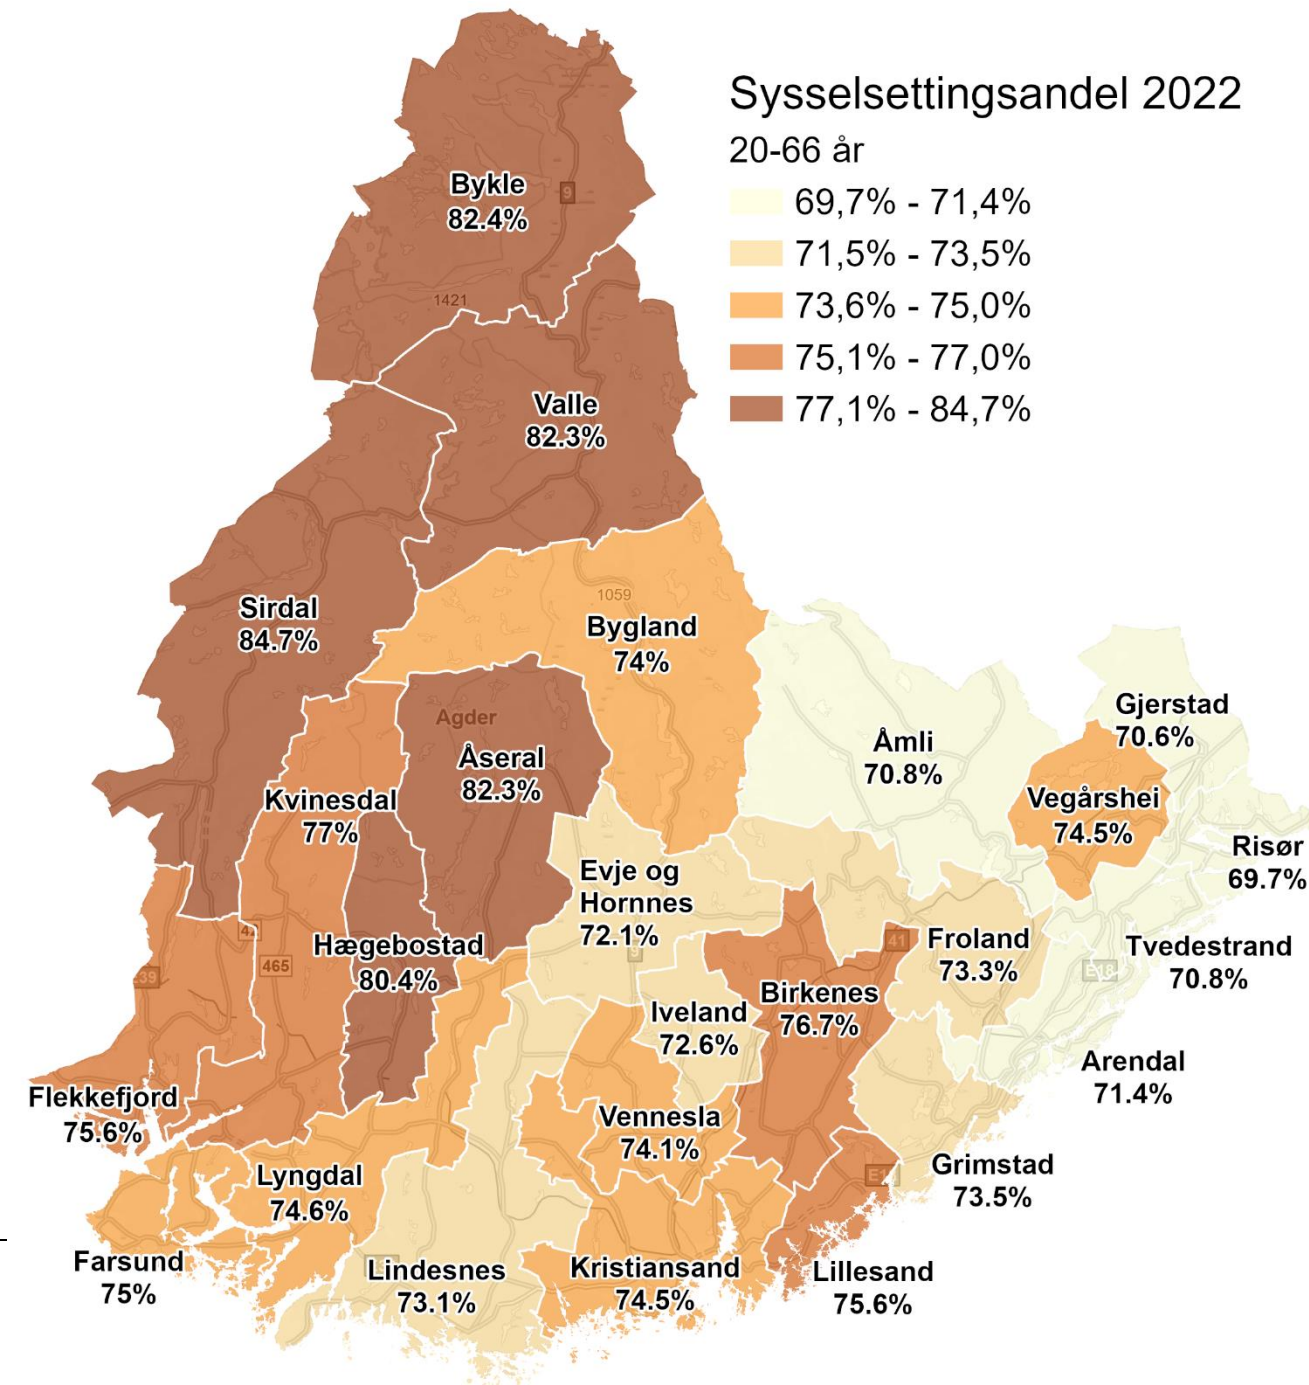 Sysselsettingsandel 2022
20-66 år
69,7% - 71,4%
71,5% - 73,5%
73,6% - 75,0%
75,1% - 77,0%
77,1% - 84,7%
Bykle
82.4%
9
1421
Valle
82.3%
Sirdal
84.7%
1059
Bygland
74%
Agder
Åseral
82.3%
Åmli
70.8%
Gjerstad
70.6%
Kvinesdal
77%
Vegårshei
74.5%
Risør
69.7%
Evje og
Hornnes
72.1%
9
Hægebostad
80.4%
465
39
41
Froland
73.3%
Tvedestrand
70.8%
E18
Iveland
72.6%
Birkenes
76.7%
Arendal
71.4%
Flekkefjord
75.6%
Vennesla
74.1%
Lyngdal
74.6%
Grimstad
73.5%
Farsund
75%
Lindesnes
73.1%
Kristiansand
74.5%
Lillesand
75.6%